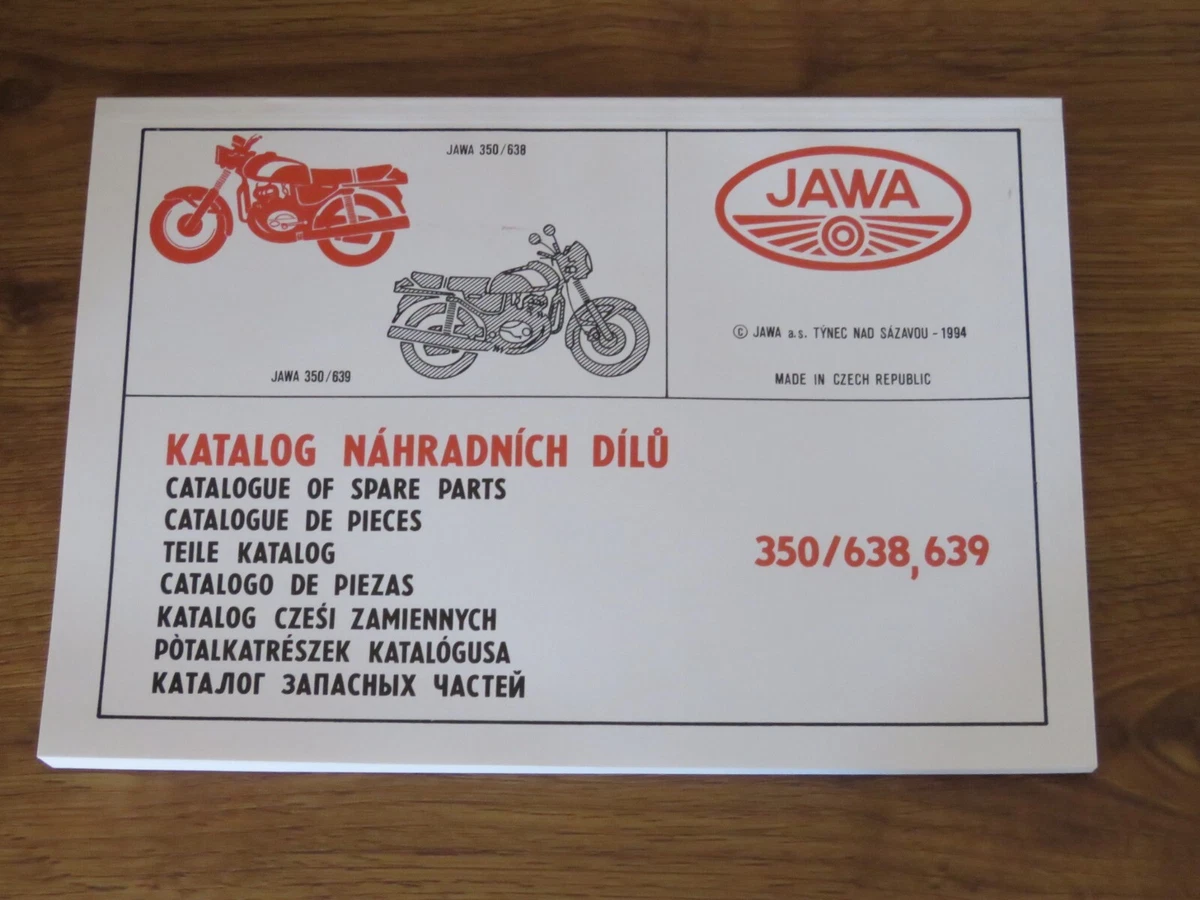 JAWA 350/638
JAWA 350/639
JAWA
© JAWA a.s. TÝNEC NAD SÁZAVOU - 1994
MADE IN CZECH REPUBLIC
KATALOG NÁHRADNÍCH DÍLŮ
CATALOGUE OF SPARE PARTS
CATALOGUE DE PIECES
TEILE KATALOG
CATALOGO DE PIEZAS
KATALOG CZEŚI ZAMIENNYCH
PÒTALKATRÉSZEK KATALÓGUSA
КАТАЛОГ ЗАПАСНЫХ ЧАСТЕЙ
350/638, 639